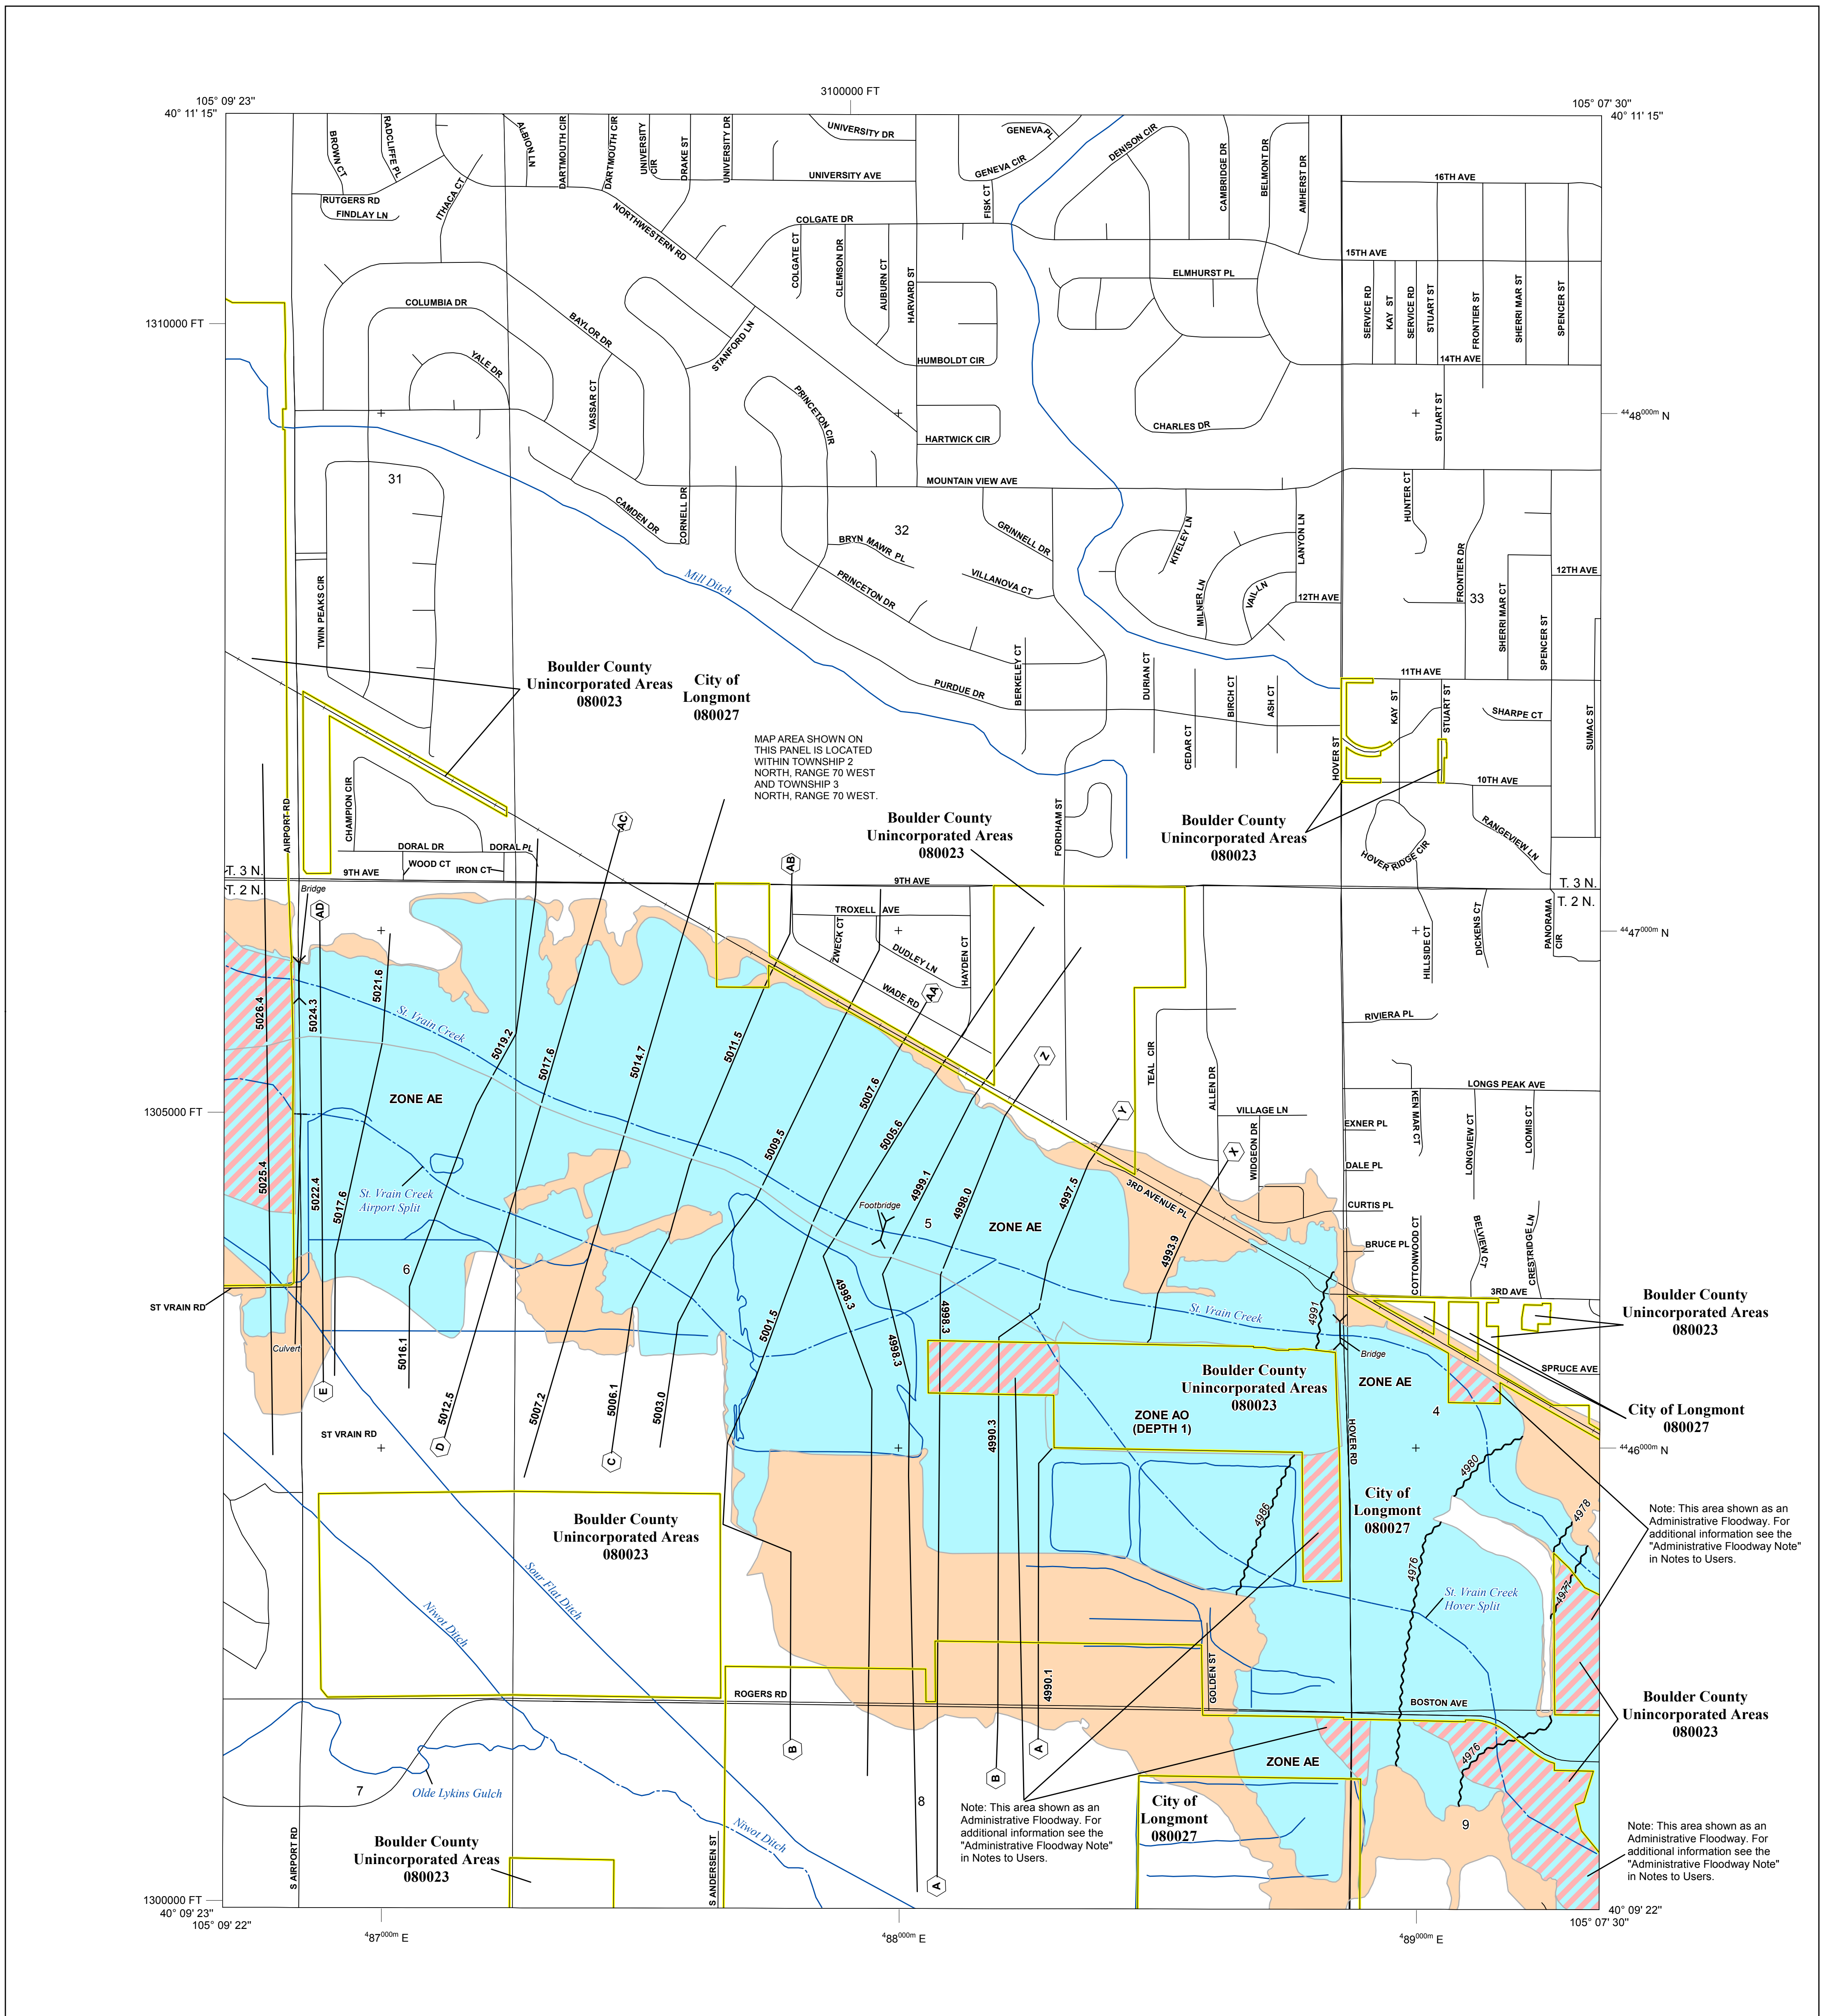 3100000 FT
105° 09' 23"
40° 11' 15"
105° 07' 30"
40° 11' 15"
BROWN CT
RADCLIFFE PL
ALBION LN
DARTMOUTH CIR
DARTMOUTH CIR
UNIVERSITY
CIR
DRAKE ST
UNIVERSITY DR
UNIVERSITY DR
GENEVA PL
GENEVA CIR
DENISON CIR
CAMBRIDGE DR
BELMONT DR
AMHERST DR
16TH AVE
UNIVERSITY AVE
RUTGERS RD
FINDLAY LN
ITHACA CT
NORTHWESTERN RD
COLGATE DR
FISK CT
15TH AVE
COLGATE CT
CLEMSON DR
AUBURN CT
HARVARD ST
ELMHURST PL
SERVICE RD
KAY ST
SERVICE RD
STUART ST
FRONTIER ST
SHERRI MAR ST
SPENCER ST
1310000 FT
COLUMBIA DR
BAYLOR DR
STANFORD LN
YALE DR
HUMBOLDT CIR
14TH AVE
VASSAR CT
PRINCETON CIR
HARTWICK CIR
CHARLES DR
STUART ST
4448000m N
31
MOUNTAIN VIEW AVE
CAMDEN DR
CORNELL DR
32
GRINNELL DR
BRYN MAWR PL
KITELEY LN
LANYON LN
HUNTER CT
FRONTIER DR
12TH AVE
Mill Ditch
VILLANOVA CT
PRINCETON DR
MILNER LN
VAIL LN
12TH AVE
33
SHERRI MAR CT
SPENCER ST
TWIN PEAKS CIR
Boulder County
Unincorporated Areas
080023
City of
Longmont
080027
PURDUE DR
BERKELEY CT
DURIAN CT
CEDAR CT
BIRCH CT
ASH CT
11TH AVE
KAY ST
STUART ST
SHARPE CT
SUMAC ST
HOVER ST
10TH AVE
MAP AREA SHOWN ON
THIS PANEL IS LOCATED
WITHIN TOWNSHIP 2
NORTH, RANGE 70 WEST
AND TOWNSHIP 3
NORTH, RANGE 70 WEST.
AIRPORT RD
CHAMPION CIR
AC
Boulder County
Unincorporated Areas
080023
FORDHAM ST
Boulder County
Unincorporated Areas
080023
HOVER RIDGE CIR
RANGEVIEW LN
DORAL DR
DORAL PL
WOOD CT
IRON CT
AB
T. 3 N.
T. 2 N.
9TH AVE
9TH AVE
T. 3 N.
T. 2 N.
Bridge
AD
TROXELL AVE
ZWECK CT
DUDLEY LN
HAYDEN CT
WADE RD
AA
HILLSIDE CT
DICKENS CT
PANORAMA
CIR
4447000m N
5026.4
5024.3
5021.6
St. Vrain Creek
5019.2
5017.6
5014.7
5011.5
5009.5
5007.6
5005.6
4999.1
4998.0
4997.5
4993.9
Z
Y
X
RIVIERA PL
TEAL CIR
ALLEN DR
LONGS PEAK AVE
1305000 FT
ZONE AE
VILLAGE LN
WIDGEON DR
EXNER PL
KEN MAR CT
LONGVIEW CT
LOOMIS CT
5025.4
5022.4
5017.6
St. Vrain Creek
Airport Split
DALE PL
CURTIS PL
3RD AVENUE PL
Footbridge
5
ZONE AE
BRUCE PL
COTTONWOOD CT
BELVIEW CT
CRESTRIDGE LN
6
ST VRAIN RD
3RD AVE
Boulder County
Unincorporated Areas
080023
St. Vrain Creek
4991
4998.3
4998.3
4998.3
5001.5
5016.1
Culvert
Bridge
SPRUCE AVE
E
Boulder County
Unincorporated Areas
080023
ZONE AE
4
City of Longmont
080027
5012.5
5007.2
5006.1
5003.0
4990.3
ZONE AO
(DEPTH 1)
HOVER RD
ST VRAIN RD
D
C
4446000m N
4980
4986
City of
Longmont
080027
4978
Note: This area shown as an
Administrative Floodway. For
additional information see the
"Administrative Floodway Note"
in Notes to Users.
Boulder County
Unincorporated Areas
080023
Sour Flat Ditch
Niwot Ditch
4976
4977
St. Vrain Creek
Hover Split
GOLDEN ST
4990.1
ROGERS RD
BOSTON AVE
Boulder County
Unincorporated Areas
080023
B
A
B
4976
ZONE AE
7
Olde Lykins Gulch
8
Note: This area shown as an
Administrative Floodway. For
additional information see the
"Administrative Floodway Note"
in Notes to Users.
City of
Longmont
080027
9
Note: This area shown as an
Administrative Floodway. For
additional information see the
"Administrative Floodway Note"
in Notes to Users.
Niwot Ditch
Boulder County
Unincorporated Areas
080023
S AIRPORT RD
S ANDERSEN ST
A
1300000 FT
40° 09' 23"
105° 09' 22"
40° 09' 22"
105° 07' 30"
487000m E
488000m E
489000m E